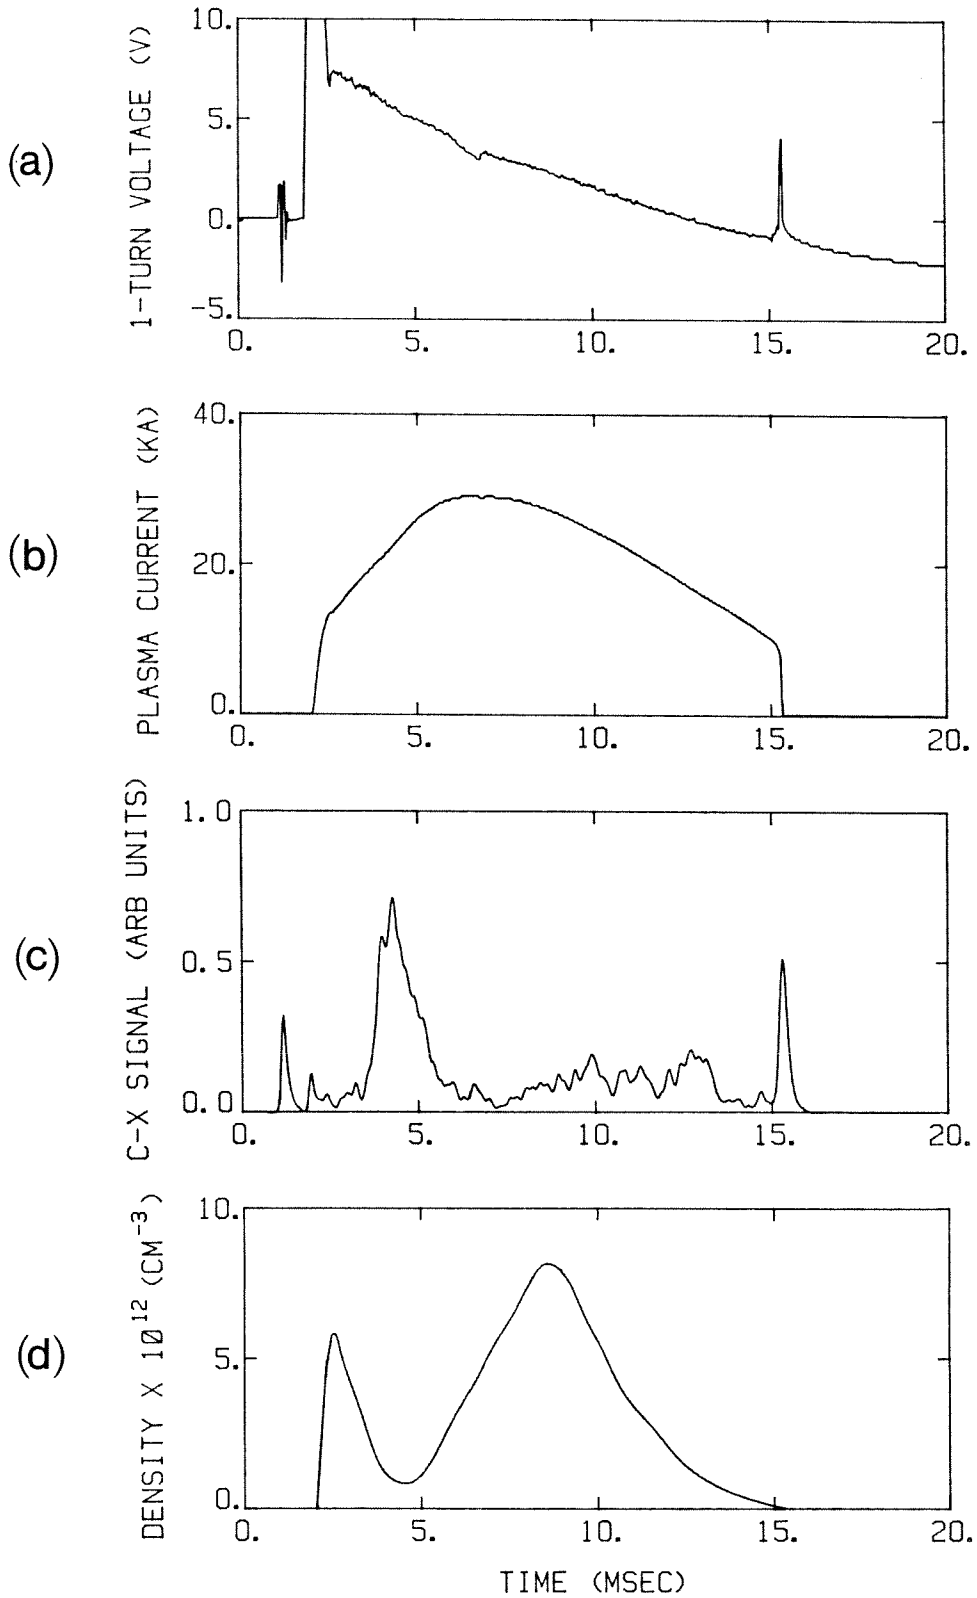 (a)
1-TURN VOLTAGE (V)
10.
5.
0.
-5.
0. 5. 10. 15. 20.
(b)
PLASMA CURRENT (KA)
40.
20.
0.
0. 5. 10. 15. 20.
(c)
C-X SIGNAL (ARB UNITS)
1.0
0.5
0.0
0. 5. 10. 15. 20.
(d)
DENSITY X 10¹² (CM⁻³)
10.
5.
0.
0. 5. 10. 15. 20.
TIME (MSEC)